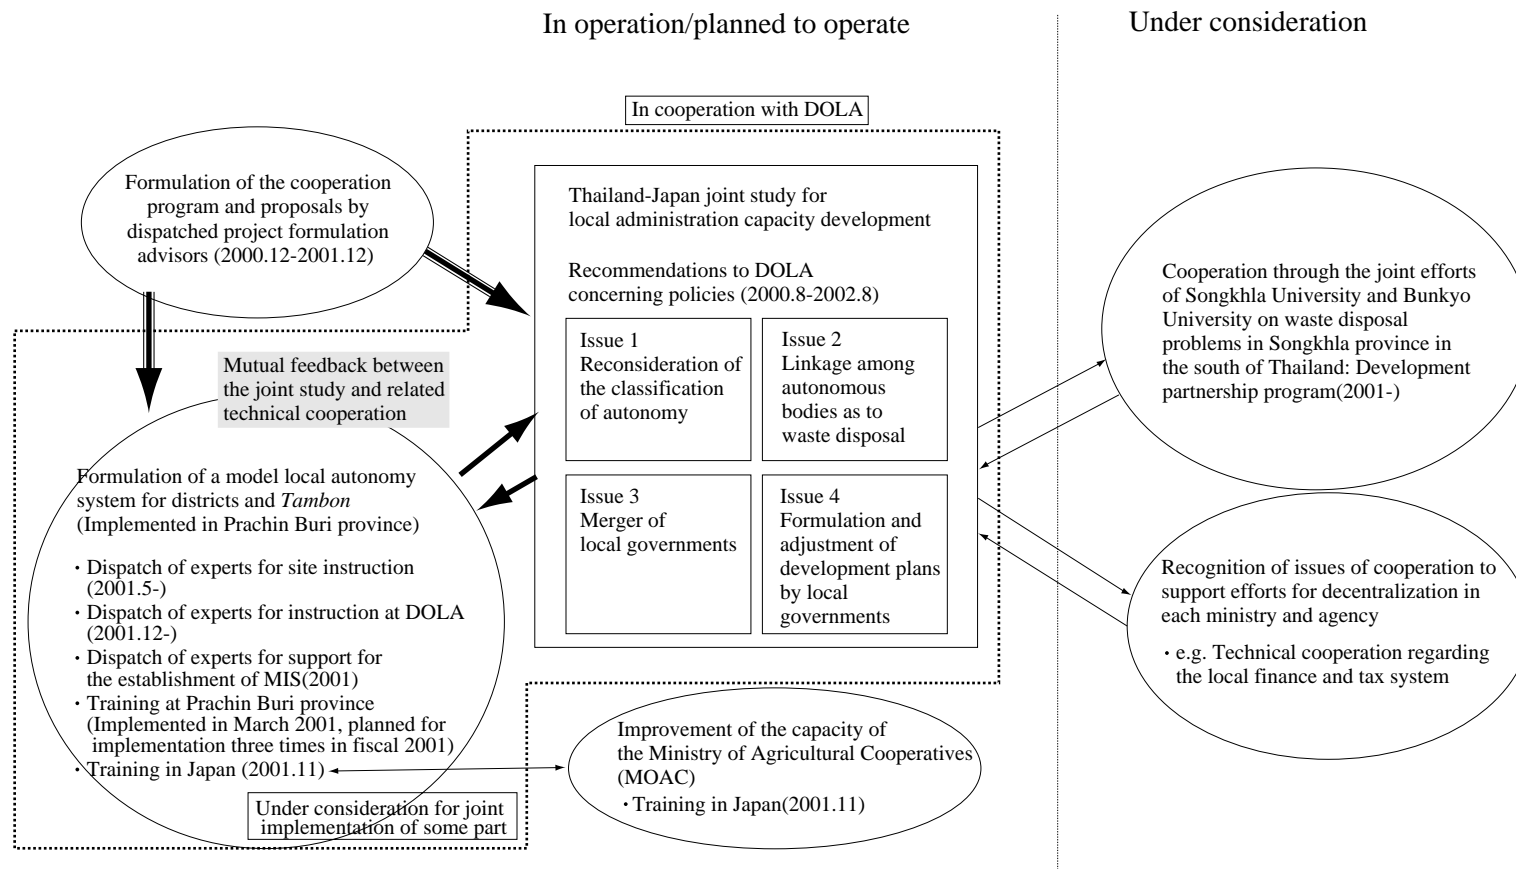 In operation/planned to operate
Under consideration
In cooperation with DOLA
Formulation of the cooperation
program and proposals by
dispatched project formulation
advisors (2000.12-2001.12)
Thailand-Japan joint study for
local administration capacity development
Recommendations to DOLA
concerning policies (2000.8-2002.8)
Issue 1
Reconsideration of
the classification
of autonomy
Issue 2
Linkage among
autonomous
bodies as to
waste disposal
Issue 3
Merger of
local governments
Issue 4
Formulation and
adjustment of
development plans
by local
governments
Mutual feedback between
the joint study and related
technical cooperation
Formulation of a model local autonomy
system for districts and Tambon
(Implemented in Prachin Buri province)
・Dispatch of experts for site instruction
(2001.5-)
・Dispatch of experts for instruction at DOLA
(2001.12-)
・Dispatch of experts for support for
the establishment of MIS(2001)
・Training at Prachin Buri province
(Implemented in March 2001, planned for
implementation three times in fiscal 2001)
・Training in Japan (2001.11)
Under consideration for joint
implementation of some part
Improvement of the capacity of
the Ministry of Agricultural Cooperatives
(MOAC)
・Training in Japan(2001.11)
Cooperation through the joint efforts
of Songkhla University and Bunkyo
University on waste disposal
problems in Songkhla province in
the south of Thailand: Development
partnership program(2001-)
Recognition of issues of cooperation to
support efforts for decentralization in
each ministry and agency
・e.g. Technical cooperation regarding
the local finance and tax system